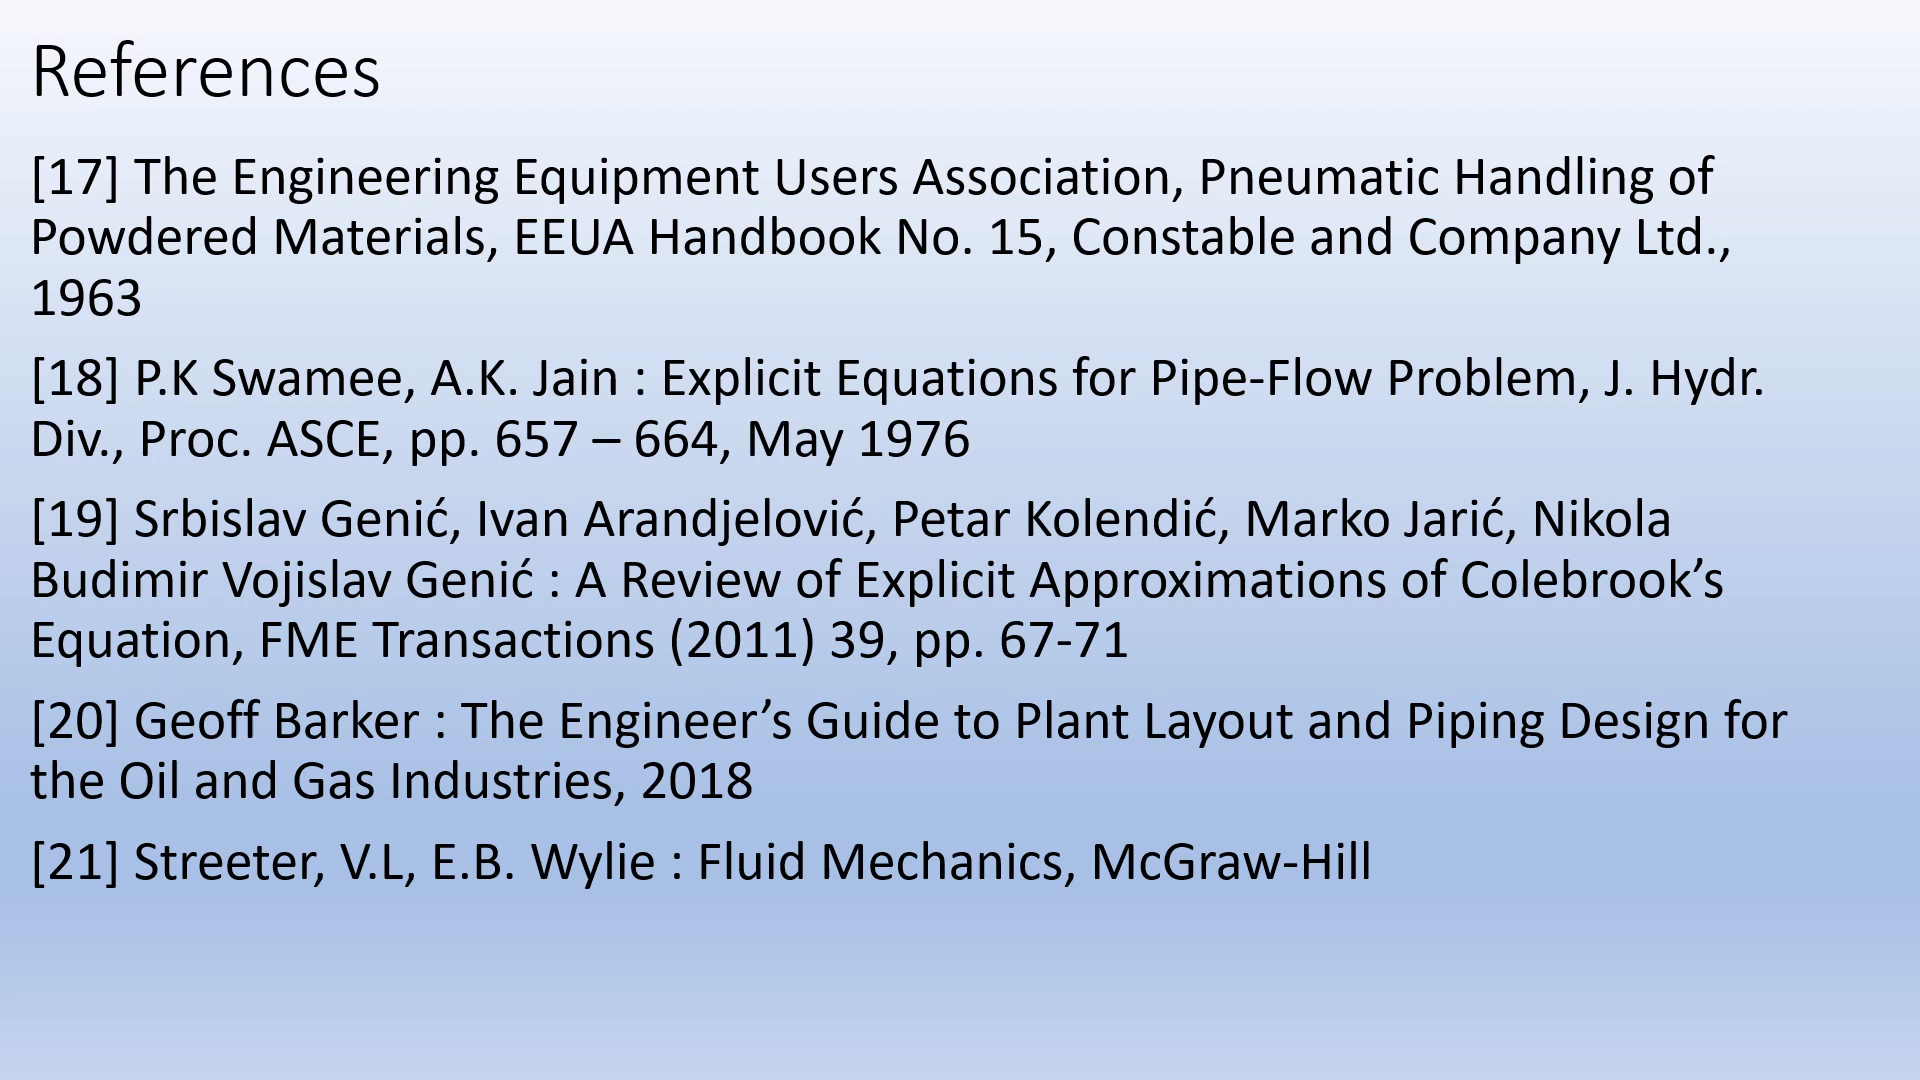 References
[17] The Engineering Equipment Users Association, Pneumatic Handling of
Powdered Materials, EEUA Handbook No. 15, Constable and Company Ltd.,
1963
[18] P.K Swamee, A.K. Jain : Explicit Equations for Pipe-Flow Problem, J. Hydr.
Div., Proc. ASCE, pp. 657 – 664, May 1976
[19] Srbislav Genić, Ivan Arandjelović, Petar Kolendić, Marko Jarić, Nikola
Budimir Vojislav Genić : A Review of Explicit Approximations of Colebrook’s
Equation, FME Transactions (2011) 39, pp. 67-71
[20] Geoff Barker : The Engineer’s Guide to Plant Layout and Piping Design for
the Oil and Gas Industries, 2018
[21] Streeter, V.L, E.B. Wylie : Fluid Mechanics, McGraw-Hill